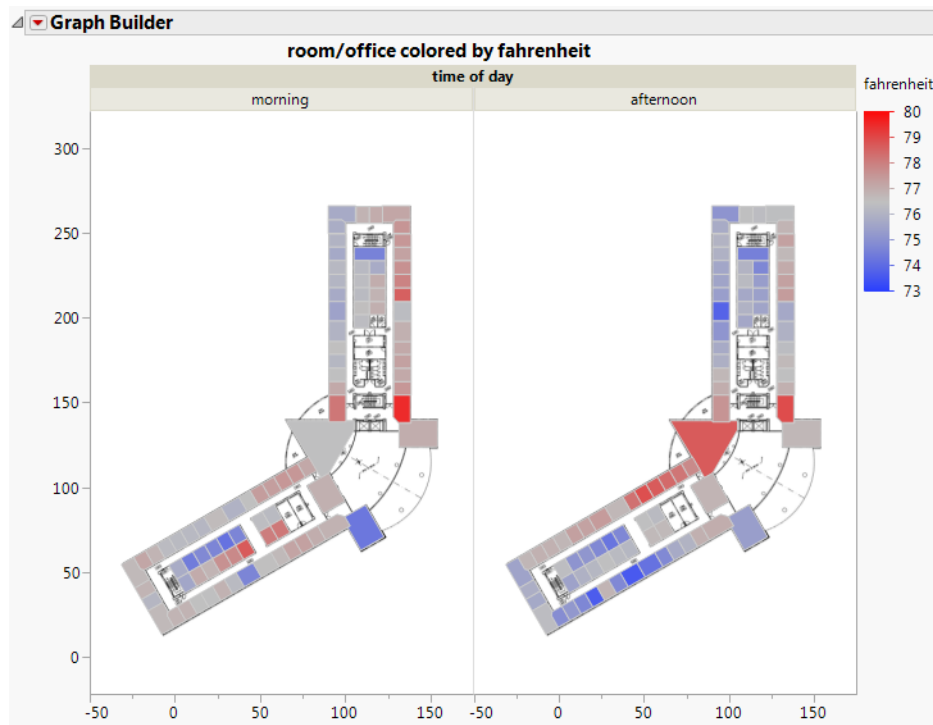 Graph Builder
room/office colored by fahrenheit
time of day
morning afternoon
fahrenheit
80
79
78
77
76
75
74
73
300
250
200
150
100
50
0
-50 0 50 100 150 -50 0 50 100 150